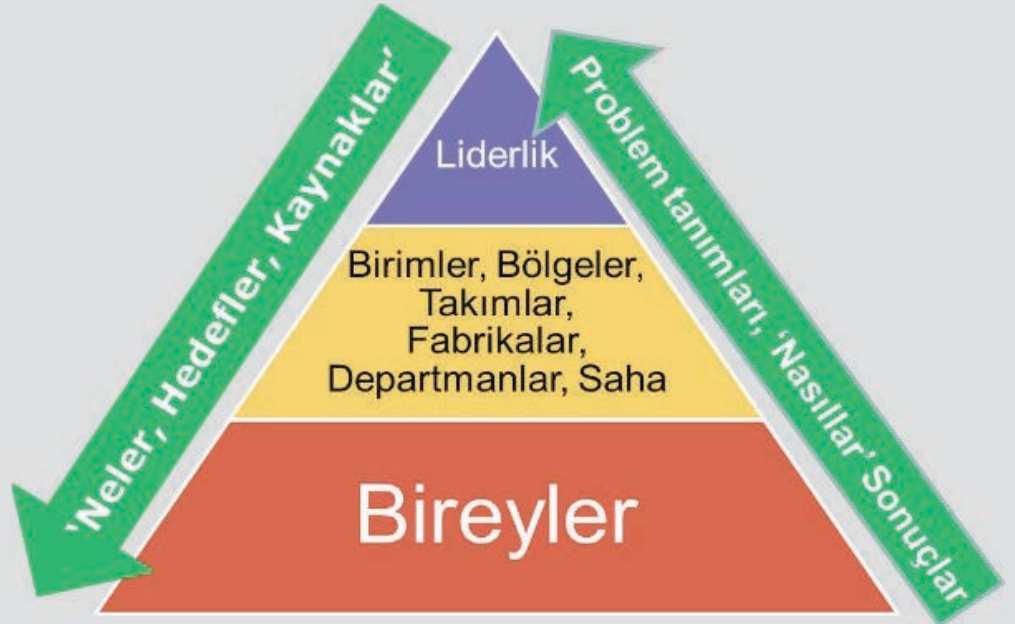 'Neler, Hedefler, Kaynaklar'
Liderlik
Birimler, Bölgeler,
Takımlar,
Fabrikalar,
Departmanlar, Saha
Bireyler
Problem tanımları, 'Nasıllar' Sonuçlar